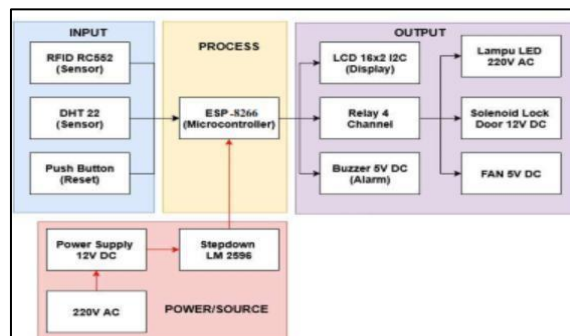 INPUT
RFID RC552
(Sensor)
DHT 22
(Sensor)
Push Button
(Reset)
PROCESS
ESP-8266
(Microcontroller)
OUTPUT
LCD 16x2 I2C
(Display)
Relay 4
Channel
Buzzer 5V DC
(Alarm)
Lampu LED
220V AC
Solenoid Lock
Door 12V DC
FAN 5V DC
Power Supply
12V DC
Stepdown
LM 2596
220V AC
POWER/SOURCE